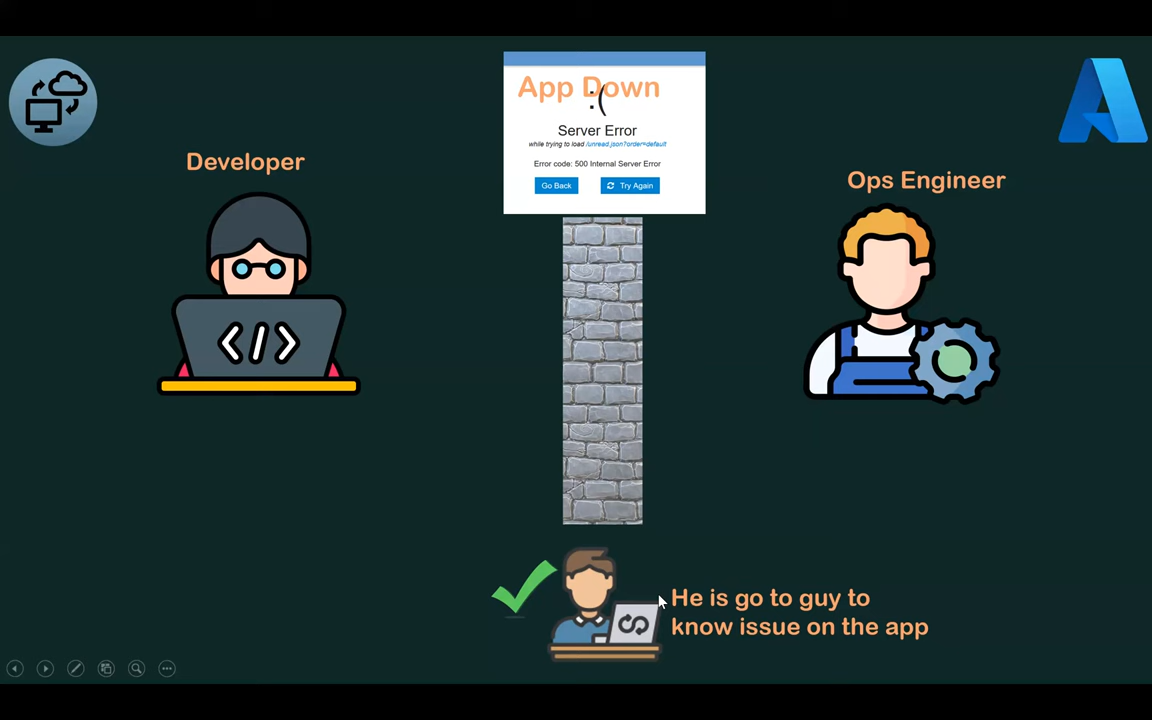 App Down
:(
Server Error
while trying to load /unread.json?order=default
Error code: 500 Internal Server Error
Go Back
Try Again
Developer
Ops Engineer
</>
He is go to guy to
know issue on the app